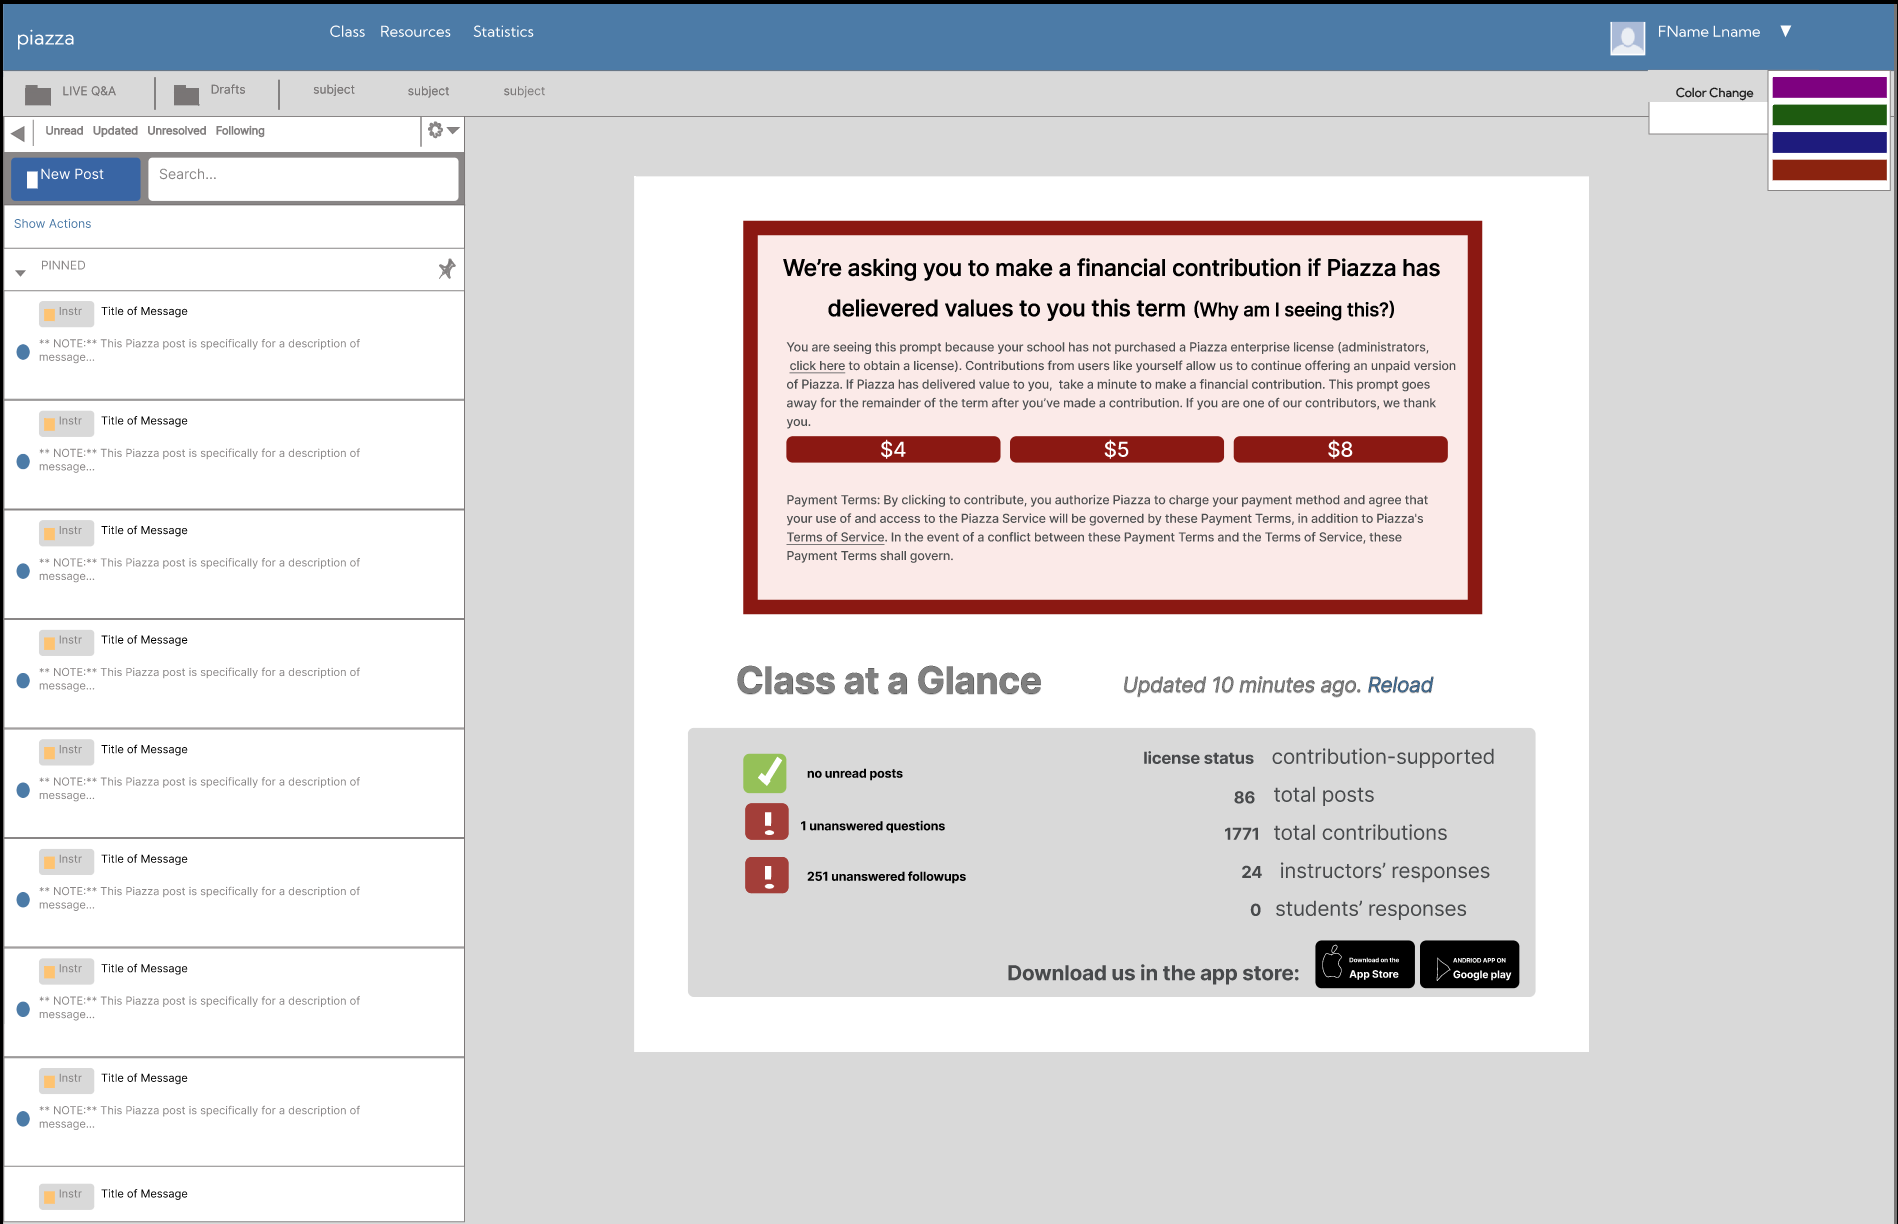 piazza
Class Resources Statistics
FName Lname ▼
LIVE Q&A
Drafts
subject
subject
subject
Color Change
Unread Updated Unresolved Following
New Post
Search...
Show Actions
PINNED
Instr Title of Message
** NOTE:** This Piazza post is specifically for a description of
message...
Instr Title of Message
** NOTE:** This Piazza post is specifically for a description of
message...
Instr Title of Message
** NOTE:** This Piazza post is specifically for a description of
message...
Instr Title of Message
** NOTE:** This Piazza post is specifically for a description of
message...
Instr Title of Message
** NOTE:** This Piazza post is specifically for a description of
message...
Instr Title of Message
** NOTE:** This Piazza post is specifically for a description of
message...
Instr Title of Message
** NOTE:** This Piazza post is specifically for a description of
message...
Instr Title of Message
** NOTE:** This Piazza post is specifically for a description of
message...
Instr Title of Message
We're asking you to make a financial contribution if Piazza has
delievered values to you this term (Why am I seeing this?)
You are seeing this prompt because your school has not purchased a Piazza enterprise license (administrators,
click here to obtain a license). Contributions from users like yourself allow us to continue offering an unpaid version
of Piazza. If Piazza has delivered value to you, take a minute to make a financial contribution. This prompt goes
away for the remainder of the term after you've made a contribution. If you are one of our contributors, we thank
you.
$4
$5
$8
Payment Terms: By clicking to contribute, you authorize Piazza to charge your payment method and agree that
your use of and access to the Piazza Service will be governed by these Payment Terms, in addition to Piazza's
Terms of Service. In the event of a conflict between these Payment Terms and the Terms of Service, these
Payment Terms shall govern.
Class at a Glance
Updated 10 minutes ago. Reload
no unread posts
1 unanswered questions
251 unanswered followups
license status contribution-supported
86 total posts
1771 total contributions
24 instructors' responses
0 students' responses
Download us in the app store:
Download on the
App Store
ANDRIOD APP ON
Google play